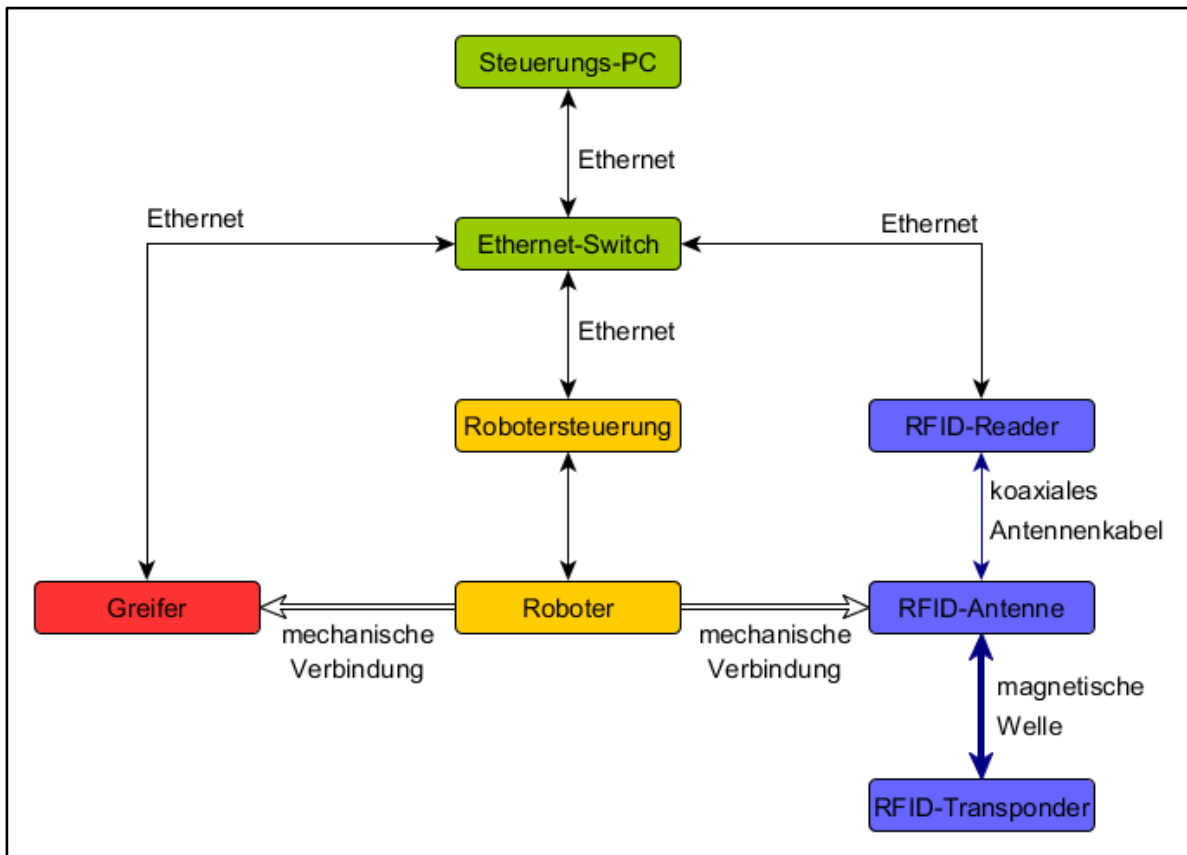 Steuerungs-PC
Ethernet
Ethernet
Ethernet
Ethernet-Switch
Ethernet
Robotersteuerung
RFID-Reader
koaxiales
Antennenkabel
Greifer
Roboter
RFID-Antenne
mechanische
Verbindung
mechanische
Verbindung
magnetische
Welle
RFID-Transponder